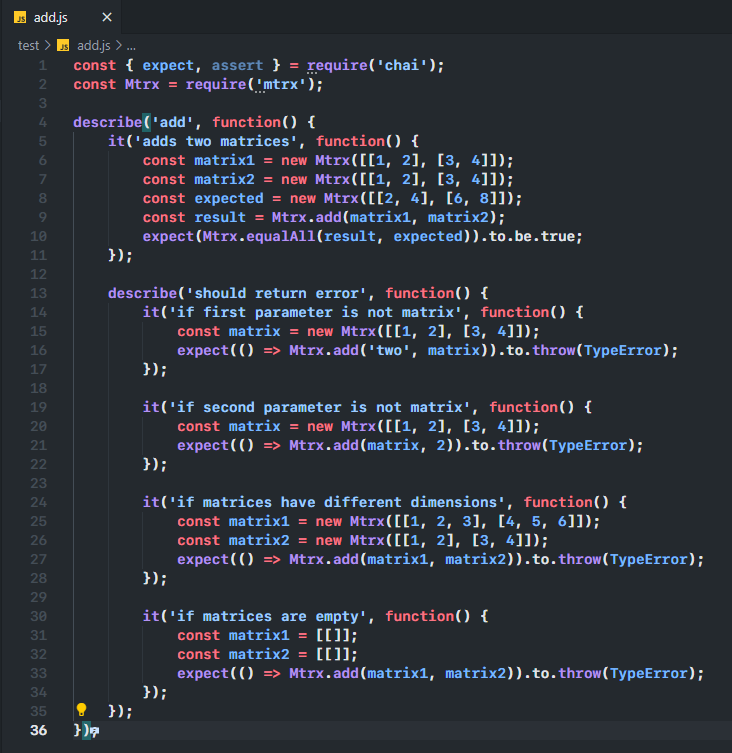 JS add.js ×
test > JS add.js > ...
1 const { expect, assert } = require('chai');
2 const Mtrx = require('mtrx');
3
4 describe('add', function() {
5     it('adds two matrices', function() {
6         const matrix1 = new Mtrx([[1, 2], [3, 4]]);
7         const matrix2 = new Mtrx([[1, 2], [3, 4]]);
8         const expected = new Mtrx([[2, 4], [6, 8]]);
9         const result = Mtrx.add(matrix1, matrix2);
10         expect(Mtrx.equalAll(result, expected)).to.be.true;
11     });
12
13     describe('should return error', function() {
14         it('if first parameter is not matrix', function() {
15             const matrix = new Mtrx([[1, 2], [3, 4]]);
16             expect(() => Mtrx.add('two', matrix)).to.throw(TypeError);
17         });
18
19         it('if second parameter is not matrix', function() {
20             const matrix = new Mtrx([[1, 2], [3, 4]]);
21             expect(() => Mtrx.add(matrix, 2)).to.throw(TypeError);
22         });
23
24         it('if matrices have different dimensions', function() {
25             const matrix1 = new Mtrx([[1, 2, 3], [4, 5, 6]]);
26             const matrix2 = new Mtrx([[1, 2], [3, 4]]);
27             expect(() => Mtrx.add(matrix1, matrix2)).to.throw(TypeError);
28         });
29
30         it('if matrices are empty', function() {
31             const matrix1 = [[]];
32             const matrix2 = [[]];
33             expect(() => Mtrx.add(matrix1, matrix2)).to.throw(TypeError);
34         });
35     });
36 });